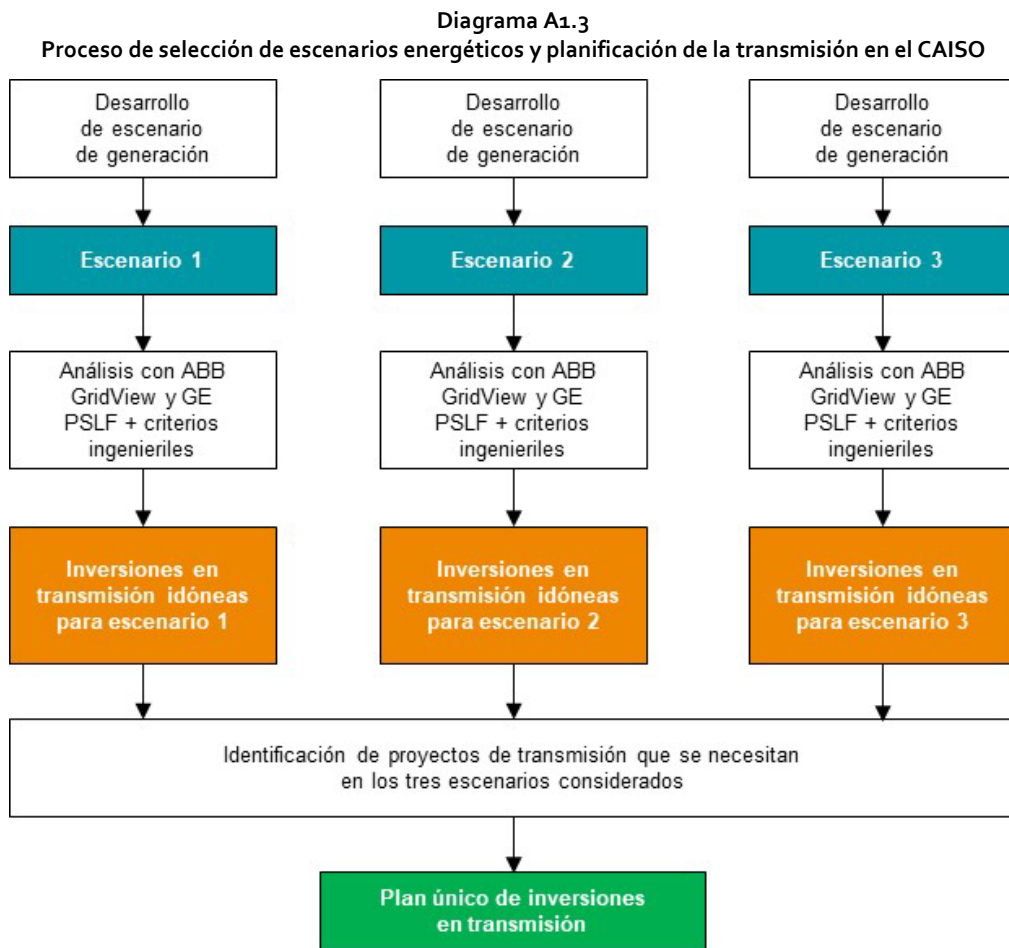 Diagrama A1.3
Proceso de selección de escenarios energéticos y planificación de la transmisión en el CAISO
Desarrollo
de escenario
de generación
Desarrollo
de escenario
de generación
Desarrollo
de escenario
de generación
Escenario 1
Escenario 2
Escenario 3
Análisis con ABB
GridView y GE
PSLF + criterios
ingenieriles
Análisis con ABB
GridView y GE
PSLF + criterios
ingenieriles
Análisis con ABB
GridView y GE
PSLF + criterios
ingenieriles
Inversiones en
transmisión idóneas
para escenario 1
Inversiones en
transmisión idóneas
para escenario 2
Inversiones en
transmisión idóneas
para escenario 3
Identificación de proyectos de transmisión que se necesitan
en los tres escenarios considerados
Plan único de inversiones
en transmisión